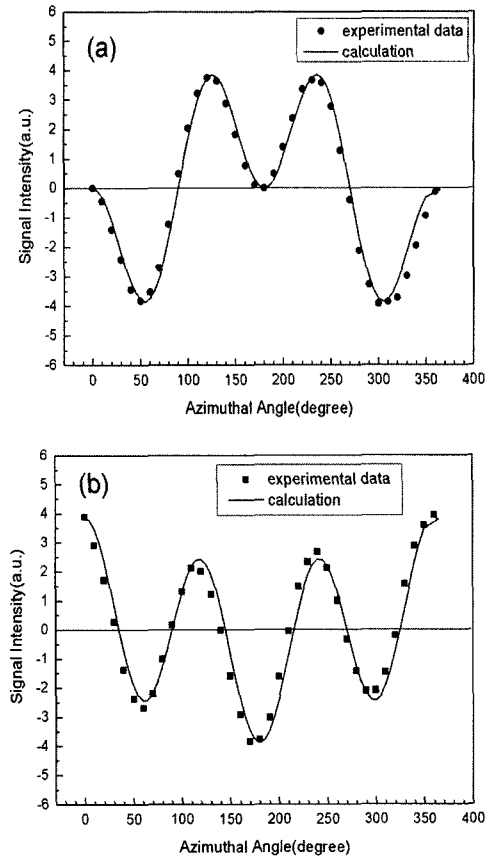 (a)
experimental data
calculation
6
5
4
3
2
1
0
-1
-2
-3
-4
-5
-6
Signal Intensity(a.u.)
0 50 100 150 200 250 300 350 400
Azimuthal Angle(degree)
(b)
experimental data
calculation
6
5
4
3
2
1
0
-1
-2
-3
-4
-5
-6
Signal Intensity(a.u.)
0 50 100 150 200 250 300 350 400
Azimuthal Angle(degree)